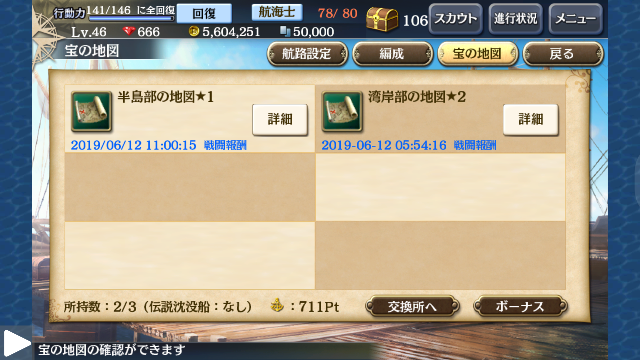 行動力 141/146 に全回復 回復 航海士 78/ 80 106 スカウト 進行状況 メニュー
Lv.46 666 5,604,251 50,000
宝の地図 航路設定 編成 宝の地図 戻る
半島部の地図★1 詳細 湾岸部の地図★2 詳細
2019/06/12 11:00:15 戦闘報酬 2019-06-12 05:54:16 戦闘報酬
所持数：2/3（伝説沈没船：なし） ：711Pt 交換所へ ボーナス
宝の地図の確認ができます